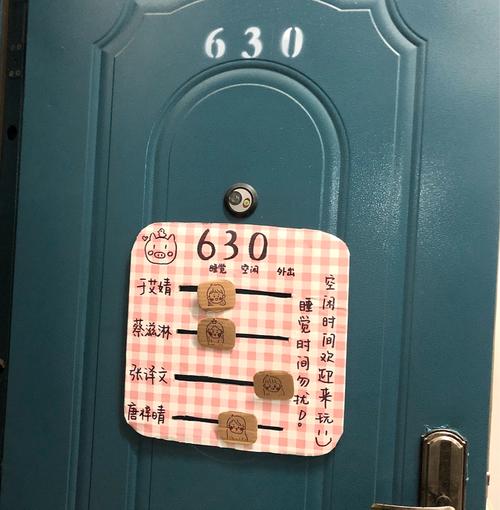 630
630
睡觉 空闲 外出
于艾婧
蔡滋淋
张泽文
唐梓晴
空闲时间欢迎来玩
睡觉时间勿扰!